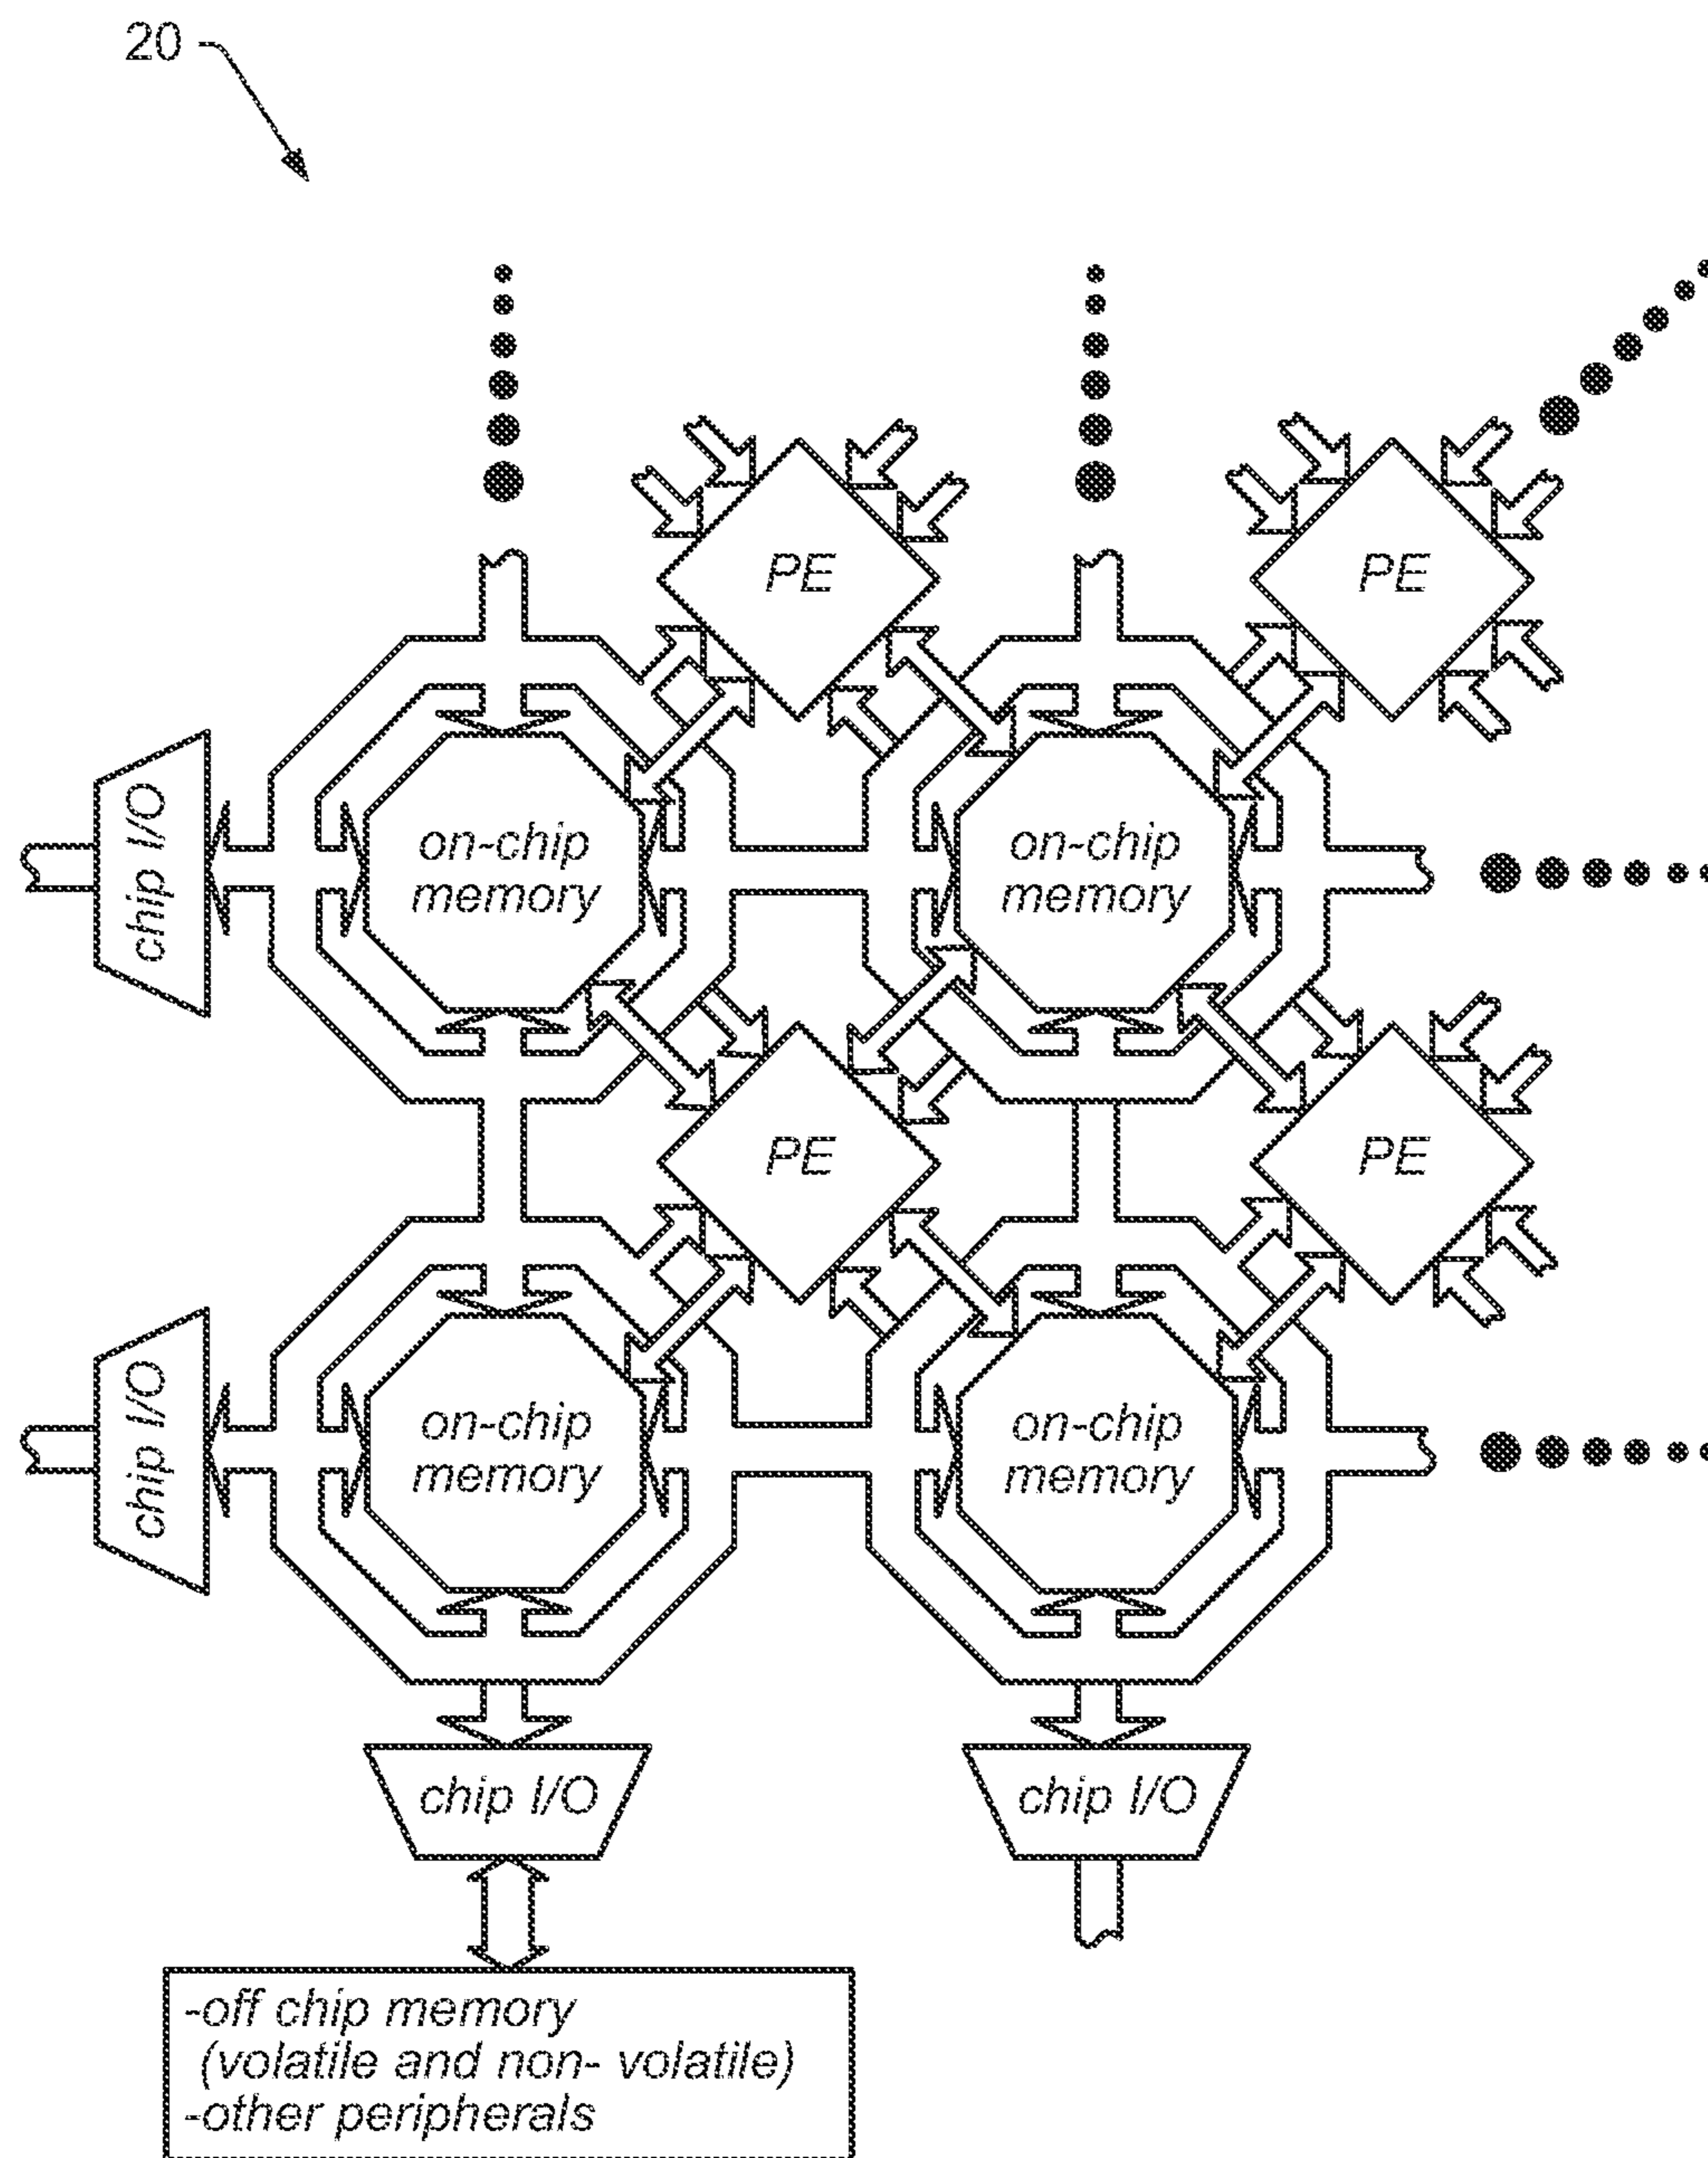 20
PE
PE
chip I/O
on-chip
memory
on-chip
memory
PE
PE
chip I/O
on-chip
memory
on-chip
memory
chip I/O
chip I/O
-off chip memory
(volatile and non- volatile)
-other peripherals